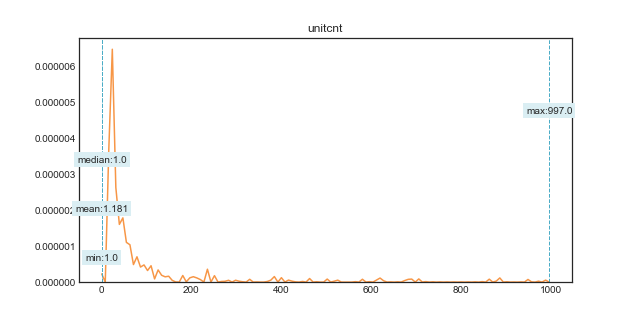 unitcnt
0.000006
0.000005
max:997.0
0.000004
median:1.0
0.000003
mean:1.181
0.000002
0.000001
min:1.0
0.000000
0 200 400 600 800 1000